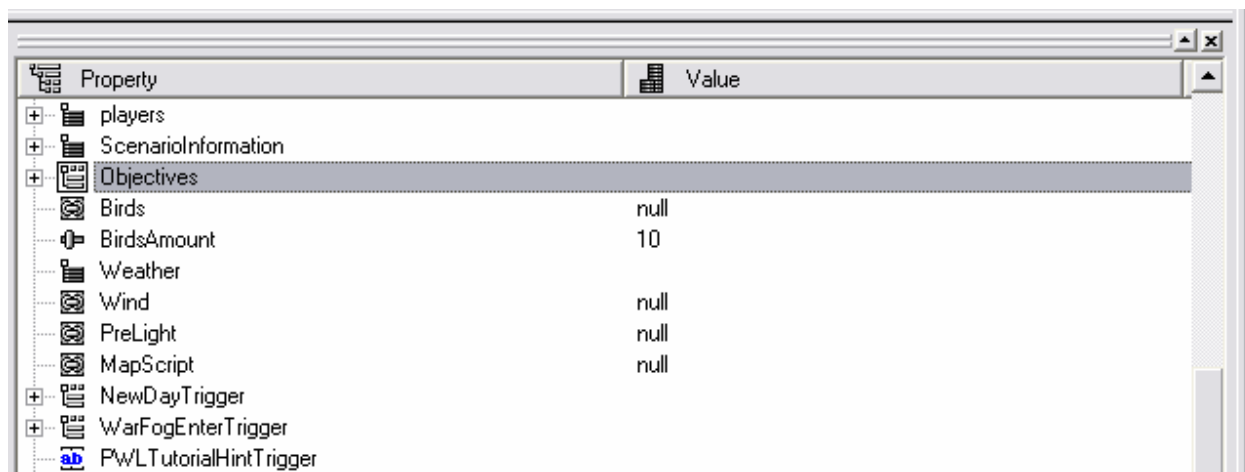 Property Value
players
ScenarioInformation
Objectives
Birds null
BirdsAmount 10
Weather
Wind null
PreLight null
MapScript null
NewDayTrigger
WarFogEnterTrigger
ab PWLTutorialHintTrigger